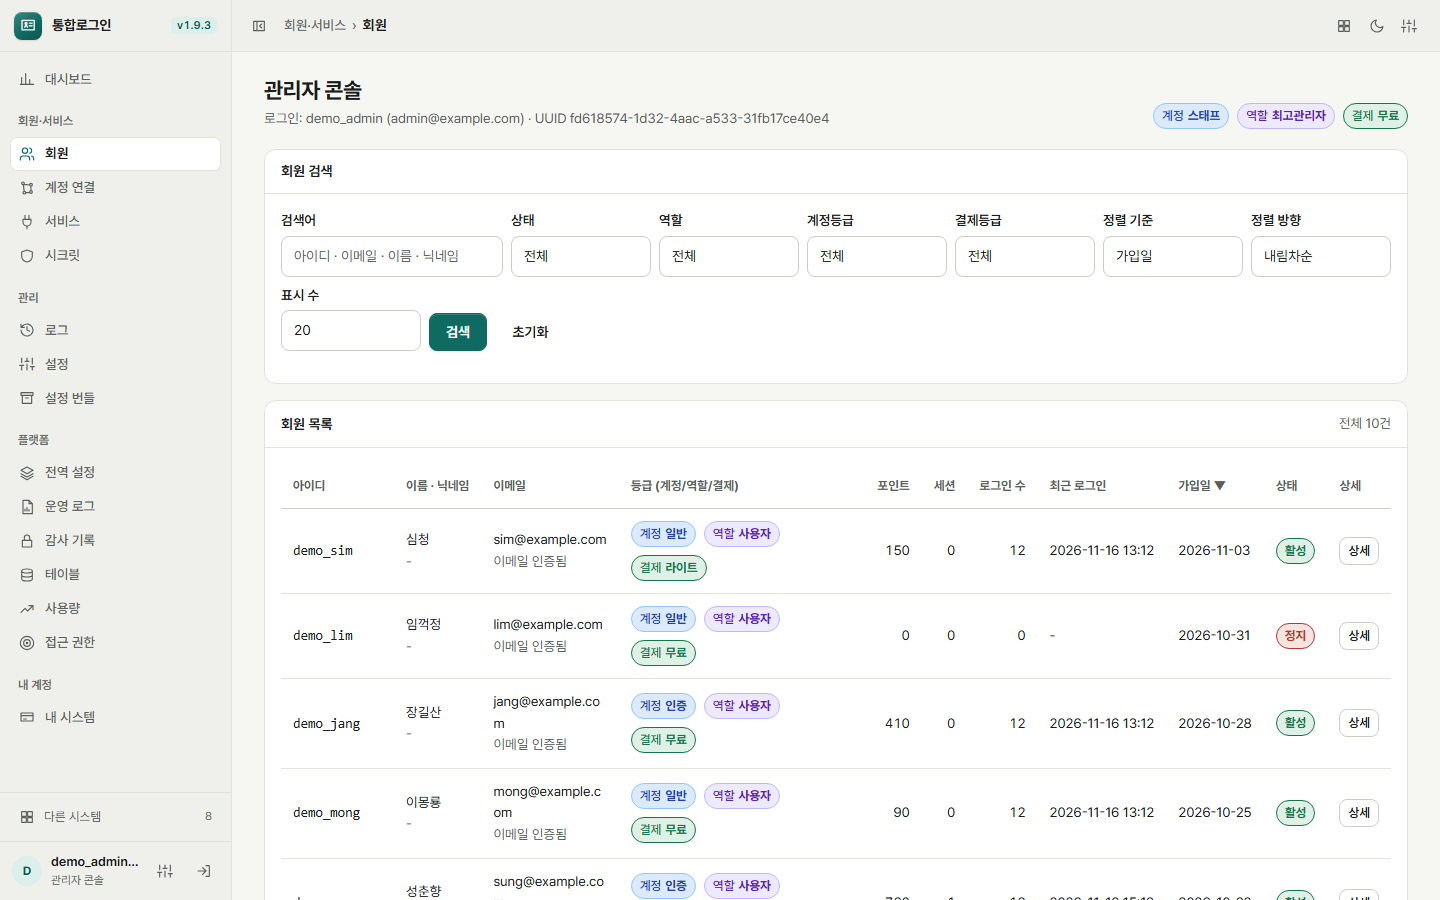 통합로그인 v1.9.3
회원·서비스 › 회원
대시보드
회원·서비스
회원
계정 연결
서비스
시크릿
관리
로그
설정
설정 번들
플랫폼
전역 설정
운영 로그
감사 기록
테이블
사용량
접근 권한
내 계정
내 시스템
다른 시스템 8
D demo_admin...
관리자 콘솔
관리자 콘솔
로그인: demo_admin (admin@example.com) · UUID fd618574-1d32-4aac-a533-31fb17ce40e4
계정 스태프 역할 최고관리자 결제 무료
회원 검색
검색어 상태 역할 계정등급 결제등급 정렬 기준 정렬 방향
아이디 · 이메일 · 이름 · 닉네임 전체 전체 전체 전체 가입일 내림차순
표시 수
20 검색 초기화
회원 목록 전체 10건
아이디 이름 · 닉네임 이메일 등급 (계정/역할/결제) 포인트 세션 로그인 수 최근 로그인 가입일 ▼ 상태 상세
demo_sim 심청 sim@example.com 계정 일반 역할 사용자 150 0 12 2026-11-16 13:12 2026-11-03 활성 상세
- 이메일 인증됨 결제 라이트
demo_lim 임꺽정 lim@example.com 계정 일반 역할 사용자 0 0 0 - 2026-10-31 정지 상세
- 이메일 인증됨 결제 무료
demo_jang 장길산 jang@example.co 계정 인증 역할 사용자 410 0 12 2026-11-16 13:12 2026-10-28 활성 상세
m
- 이메일 인증됨 결제 무료
demo_mong 이몽룡 mong@example.c 계정 일반 역할 사용자 90 0 12 2026-11-16 13:12 2026-10-25 활성 상세
om
- 이메일 인증됨 결제 무료
성춘향 sung@example.co 계정 인증 역할 사용자